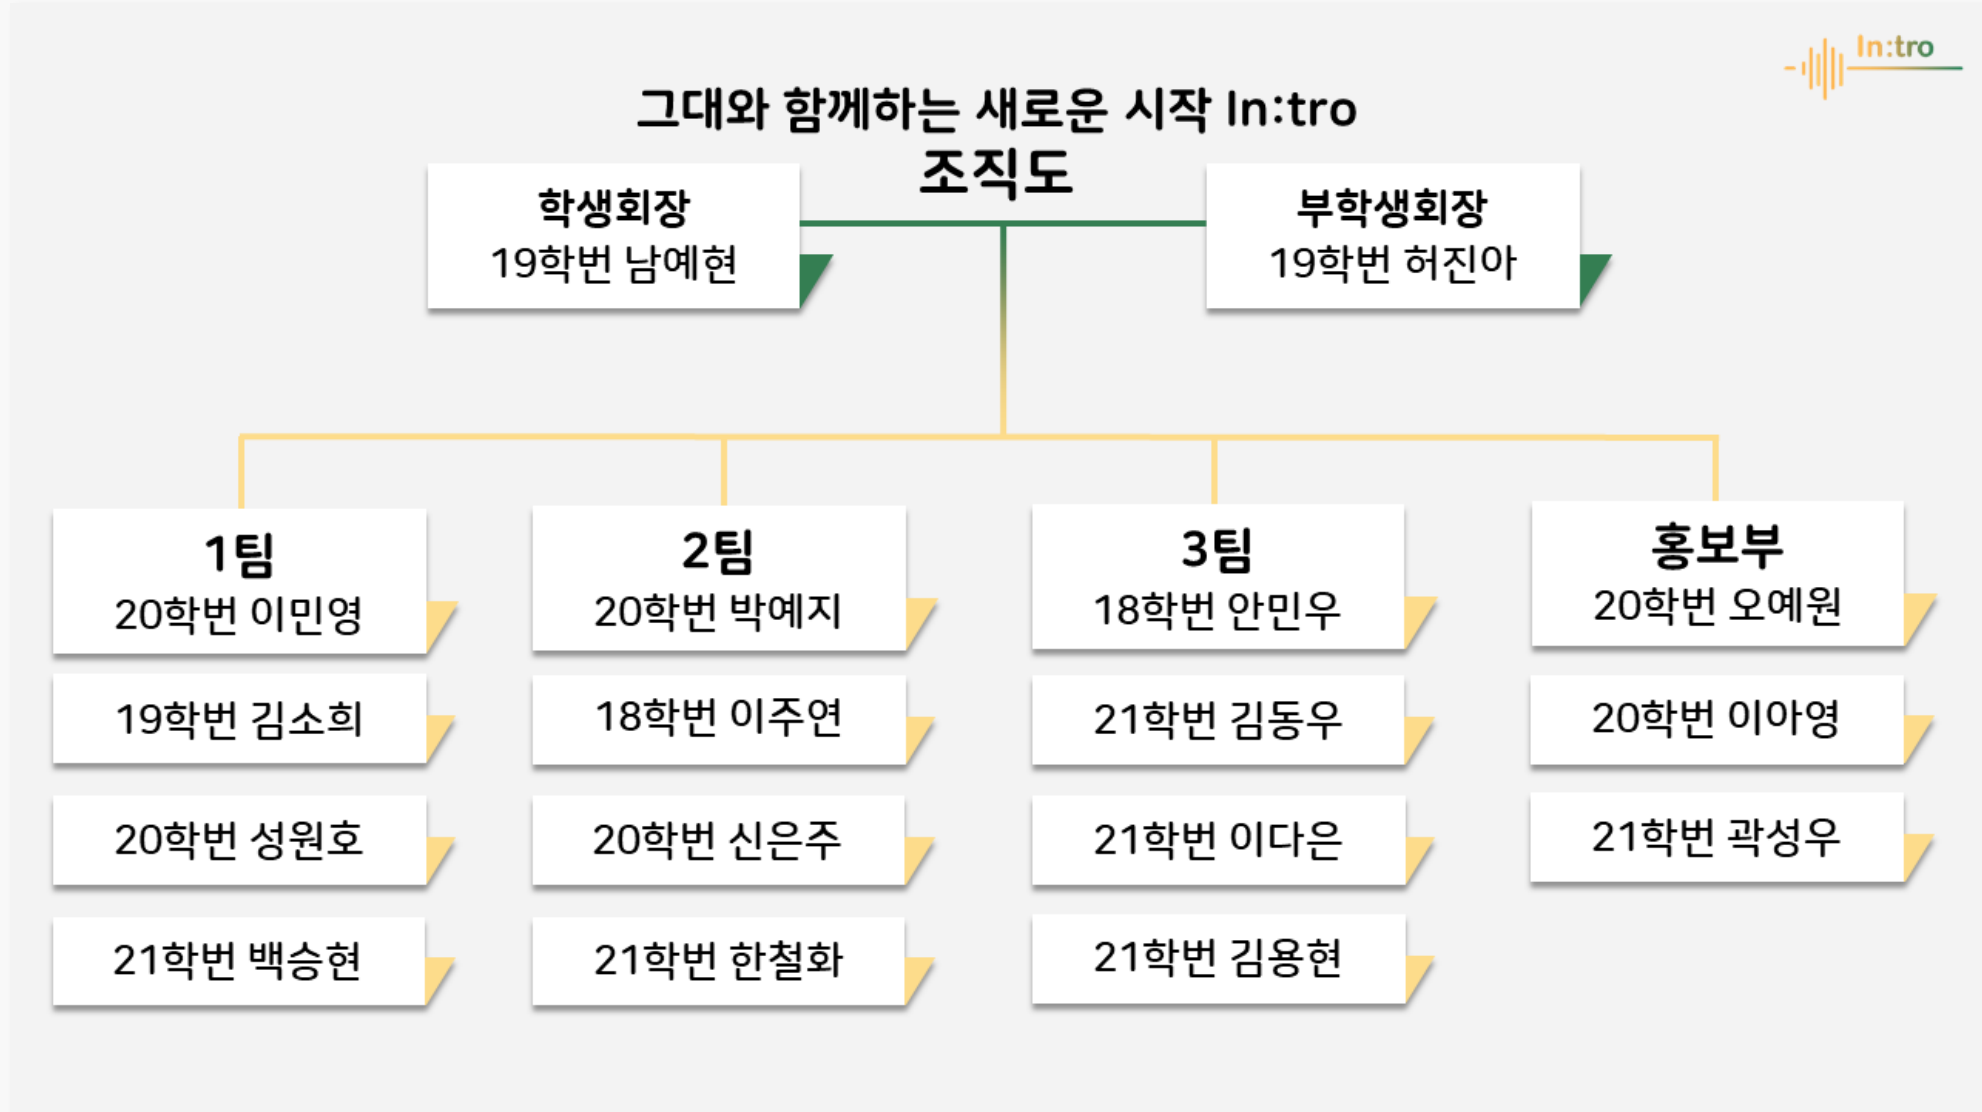 In:tro
그대와 함께하는 새로운 시작 In:tro
조직도
학생회장
19학번 남예현
부학생회장
19학번 허진아
1팀
20학번 이민영
19학번 김소희
20학번 성원호
21학번 백승현
2팀
20학번 박예지
18학번 이주연
20학번 신은주
21학번 한철화
3팀
18학번 안민우
21학번 김동우
21학번 이다은
21학번 김용현
홍보부
20학번 오예원
20학번 이아영
21학번 곽성우